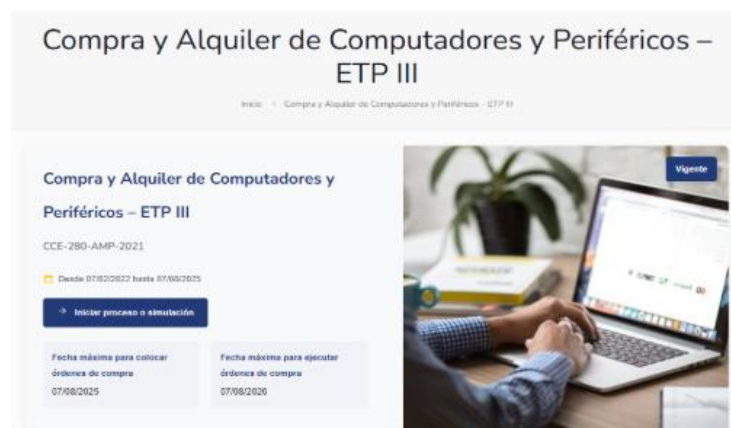 Compra y Alquiler de Computadores y Periféricos –
ETP III
Inicio
Compra y Alquiler de Computadores y Periféricos - ETP III
Compra y Alquiler de Computadores y
Periféricos – ETP III
CCE-280-AMP-2021
Desde 07/02/2022 hasta 07/08/2025
→ Iniciar proceso o simulación
Fecha máxima para colocar
órdenes de compra
07/08/2025
Fecha máxima para ejecutar
órdenes de compra
07/08/2026
Vigente